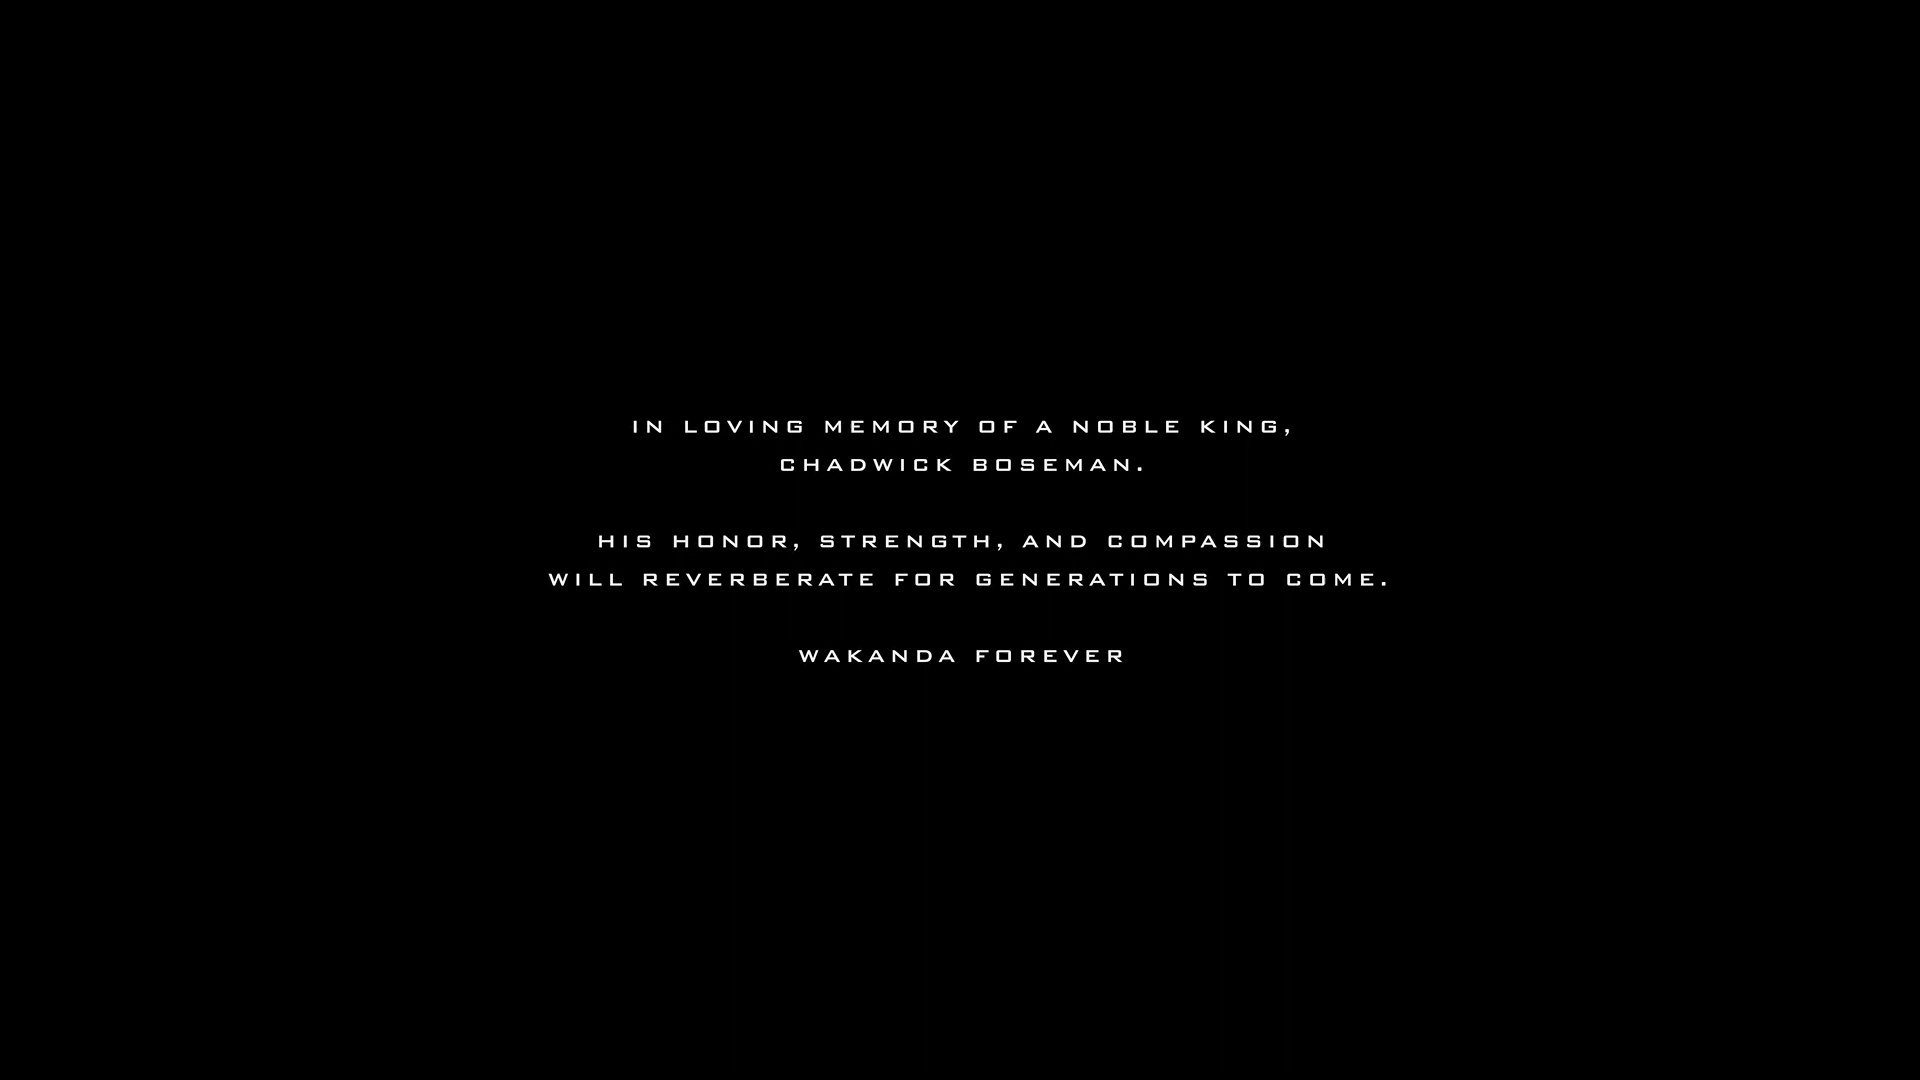 IN LOVING MEMORY OF A NOBLE KING,
CHADWICK BOSEMAN.
HIS HONOR, STRENGTH, AND COMPASSION
WILL REVERBERATE FOR GENERATIONS TO COME.
WAKANDA FOREVER